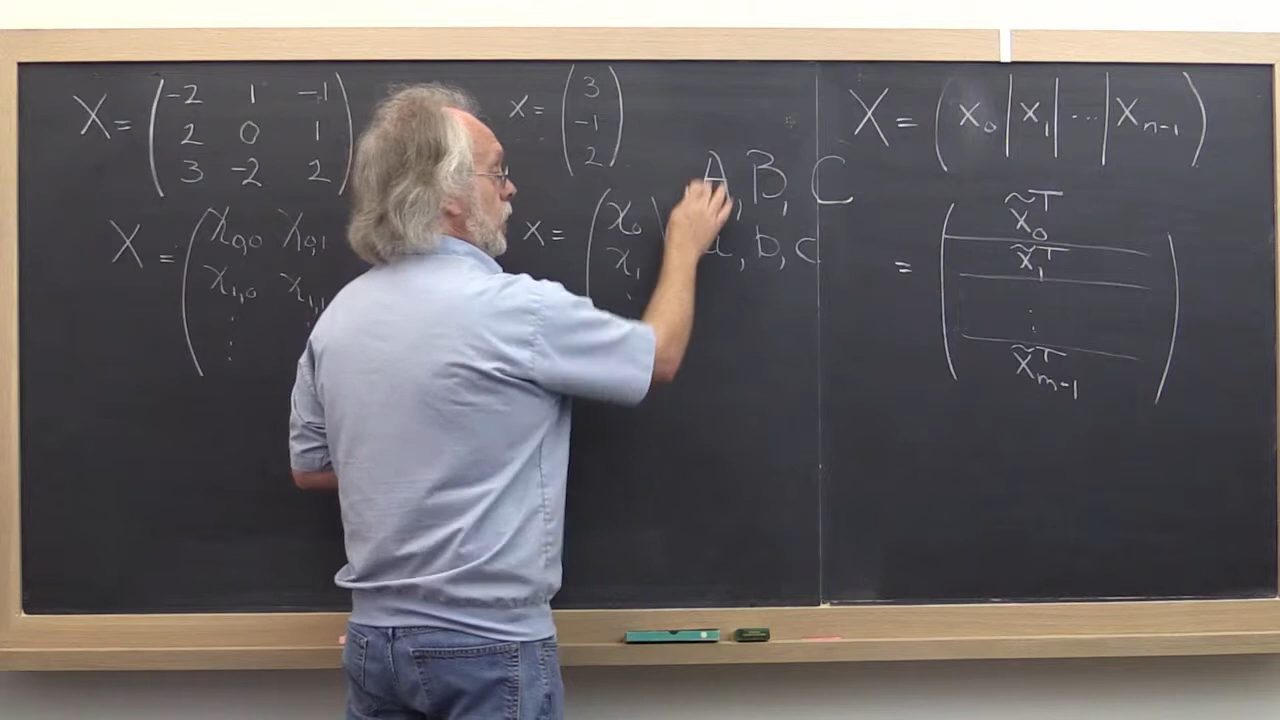 X = ( -2 1 -1
2 0 1
3 -2 2 )
x = ( 3
-1
2 )
X = ( χ0,0 χ0,1
χ1,0 χ1,1
⋮
⋮
x = ( χ0
χ1
⋮
A, B, C
, b, c
X = ( x0 | x1 | ⋯ | xn-1 )
= ( x̃0ᵀ
x̃1ᵀ
⋮
x̃m-1ᵀ )